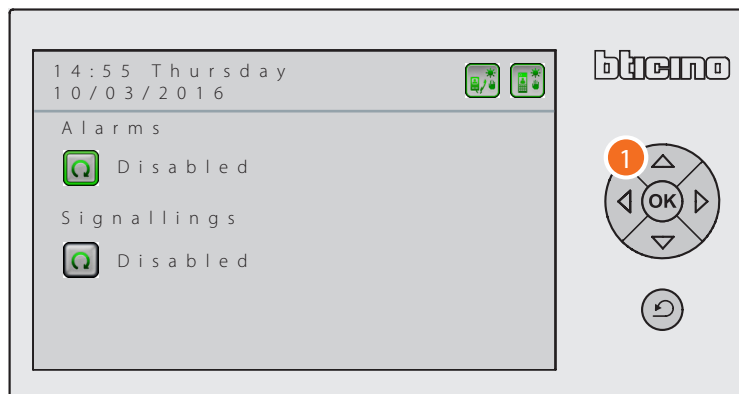 14:55 Thursday
10/03/2016
bticino
Alarms
Disabled
Signallings
Disabled
1
OK